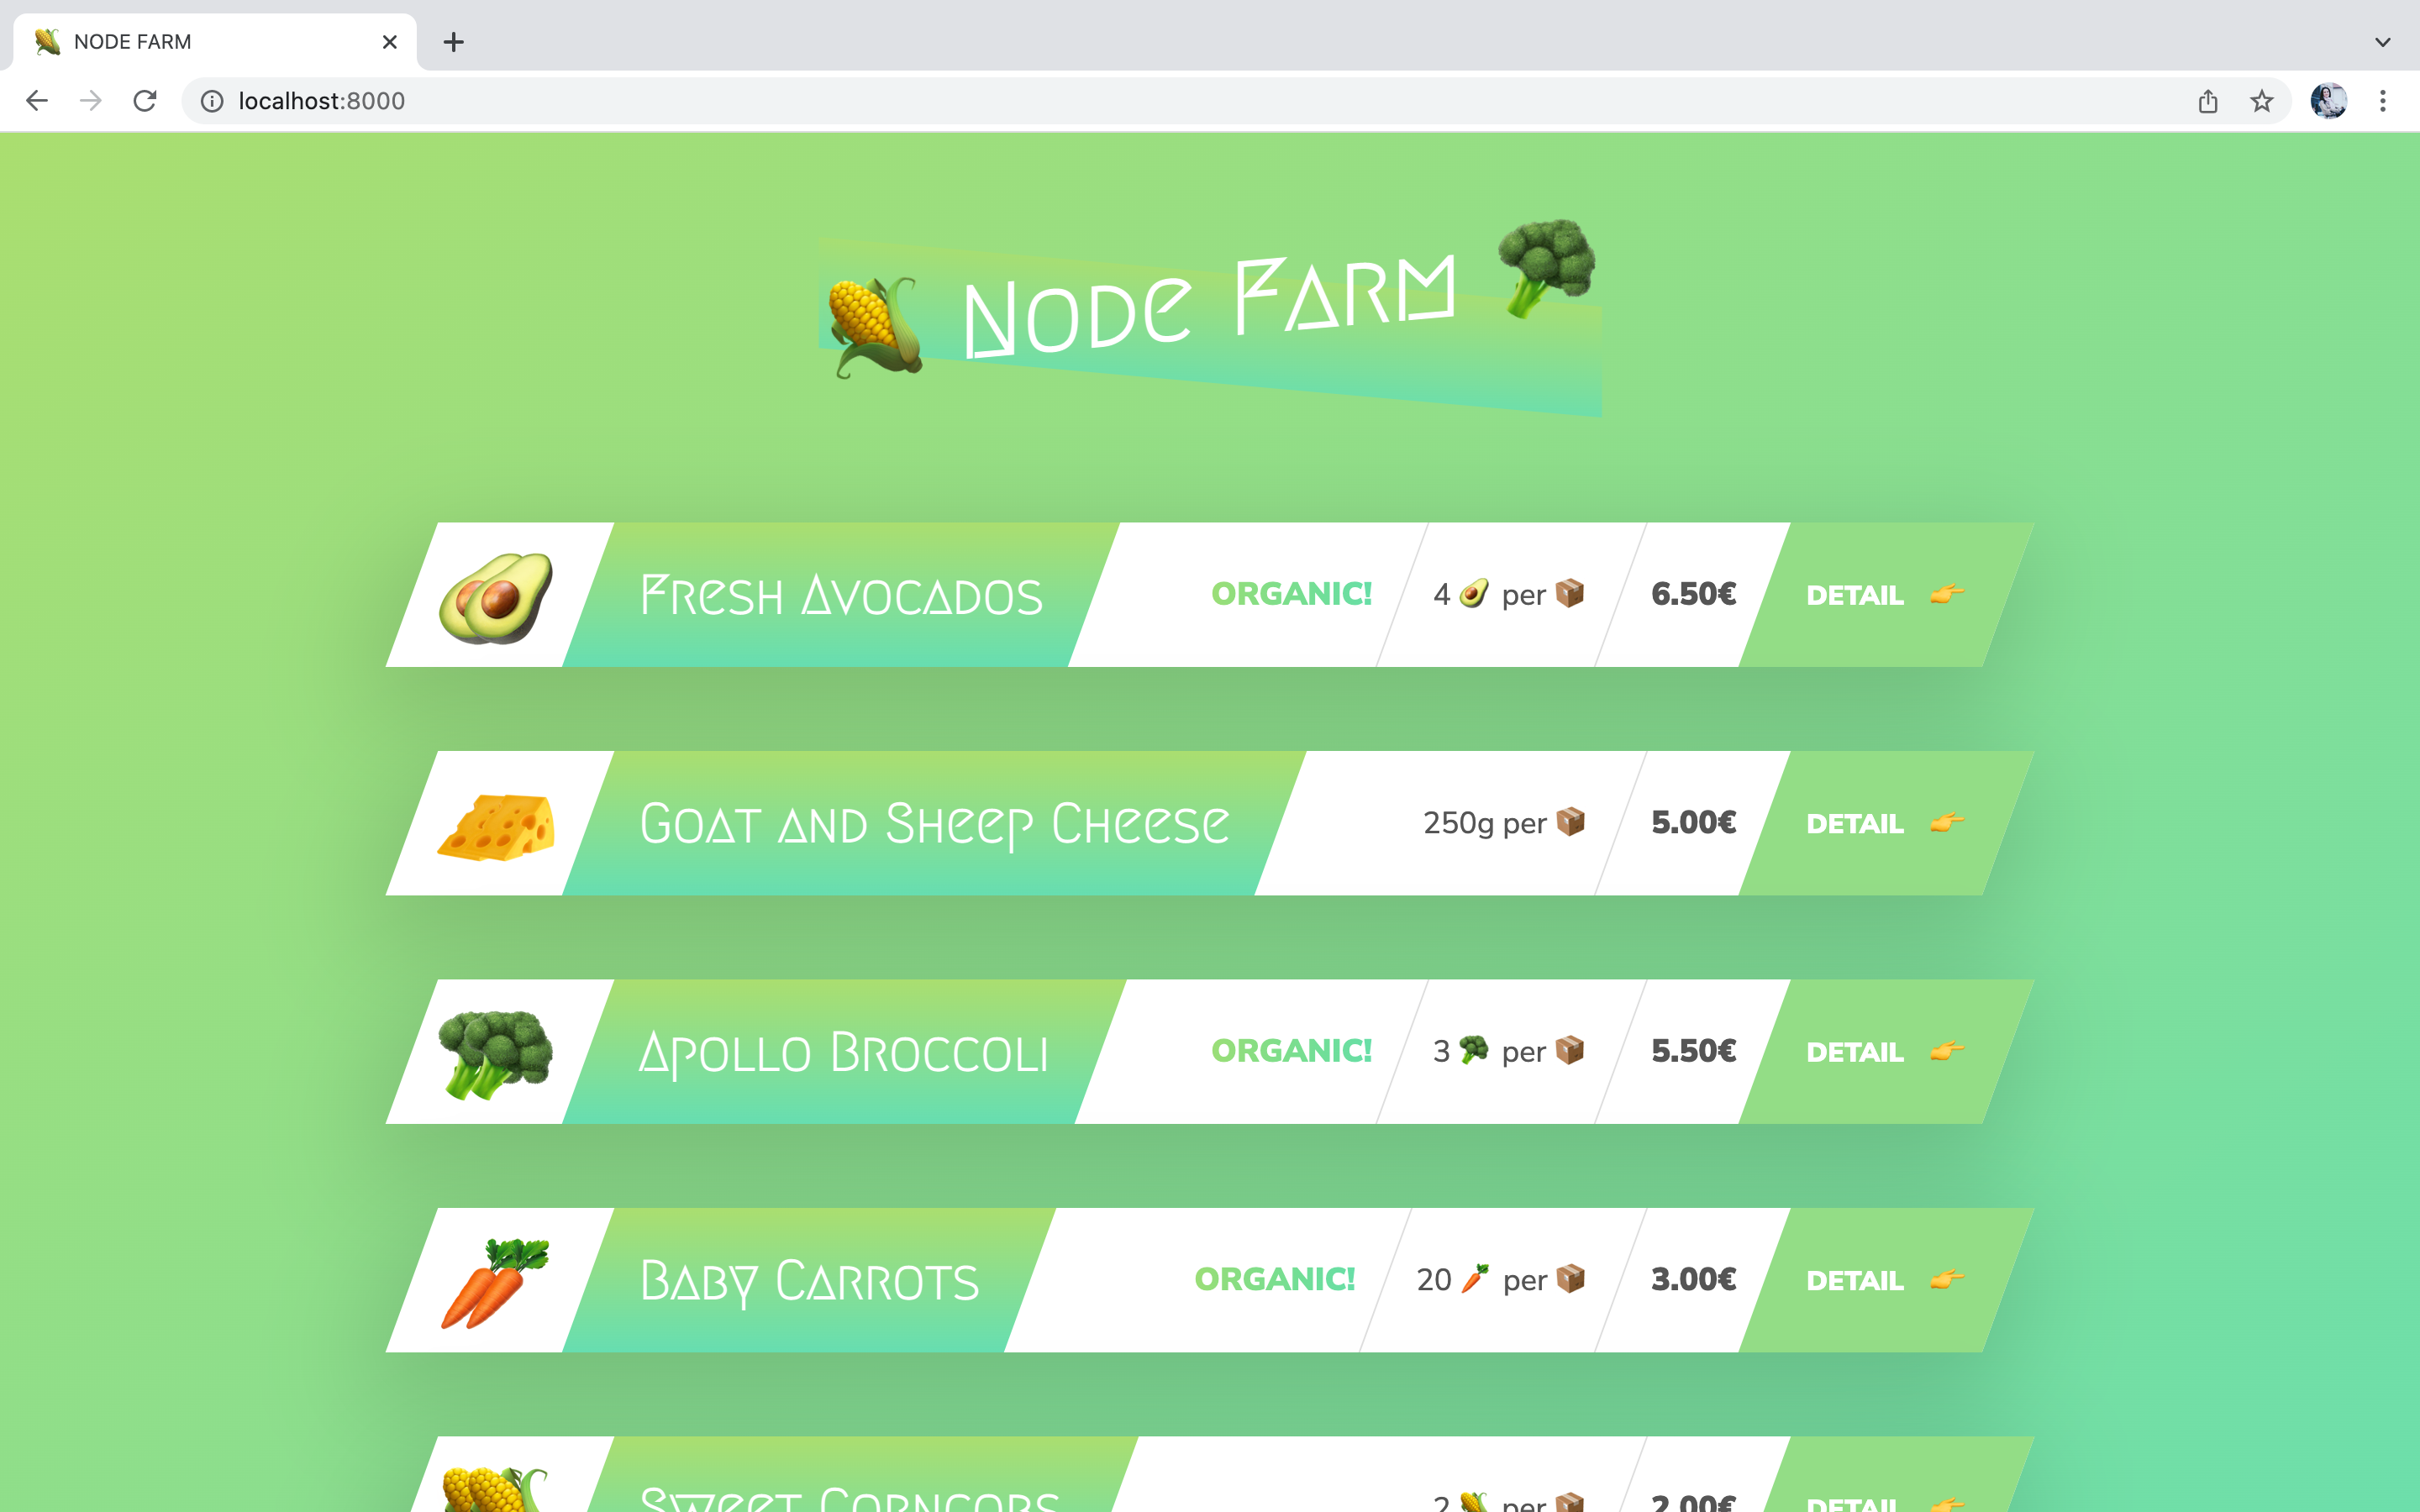 NODE FARM
localhost:8000
🌽 Node Farm 🥦
Fresh Avocados ORGANIC! 4 🥑 per 📦 6.50€ DETAIL 👉
Goat and Sheep Cheese 250g per 📦 5.00€ DETAIL 👉
Apollo Broccoli ORGANIC! 3 🥦 per 📦 5.50€ DETAIL 👉
Baby Carrots ORGANIC! 20 🥕 per 📦 3.00€ DETAIL 👉
Sweet Corncobs 2 🌽 per 📦 2.00€ DETAIL 👉